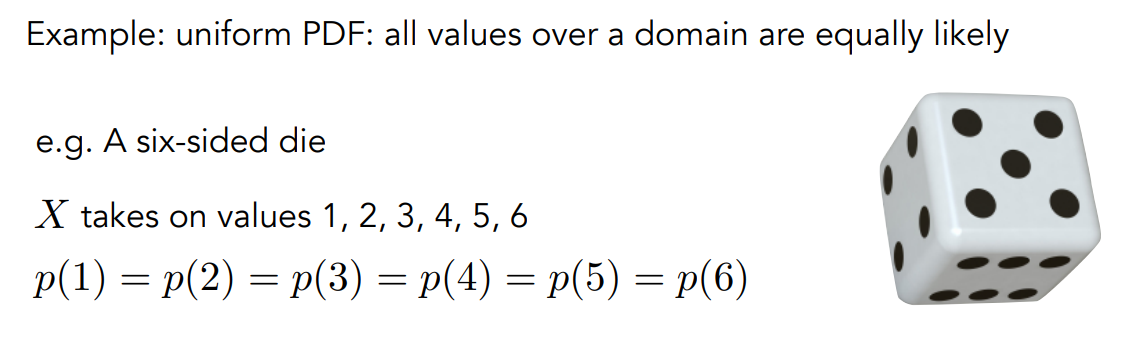 Example: uniform PDF: all values over a domain are equally likely
e.g. A six-sided die
X takes on values 1, 2, 3, 4, 5, 6
p(1) = p(2) = p(3) = p(4) = p(5) = p(6)